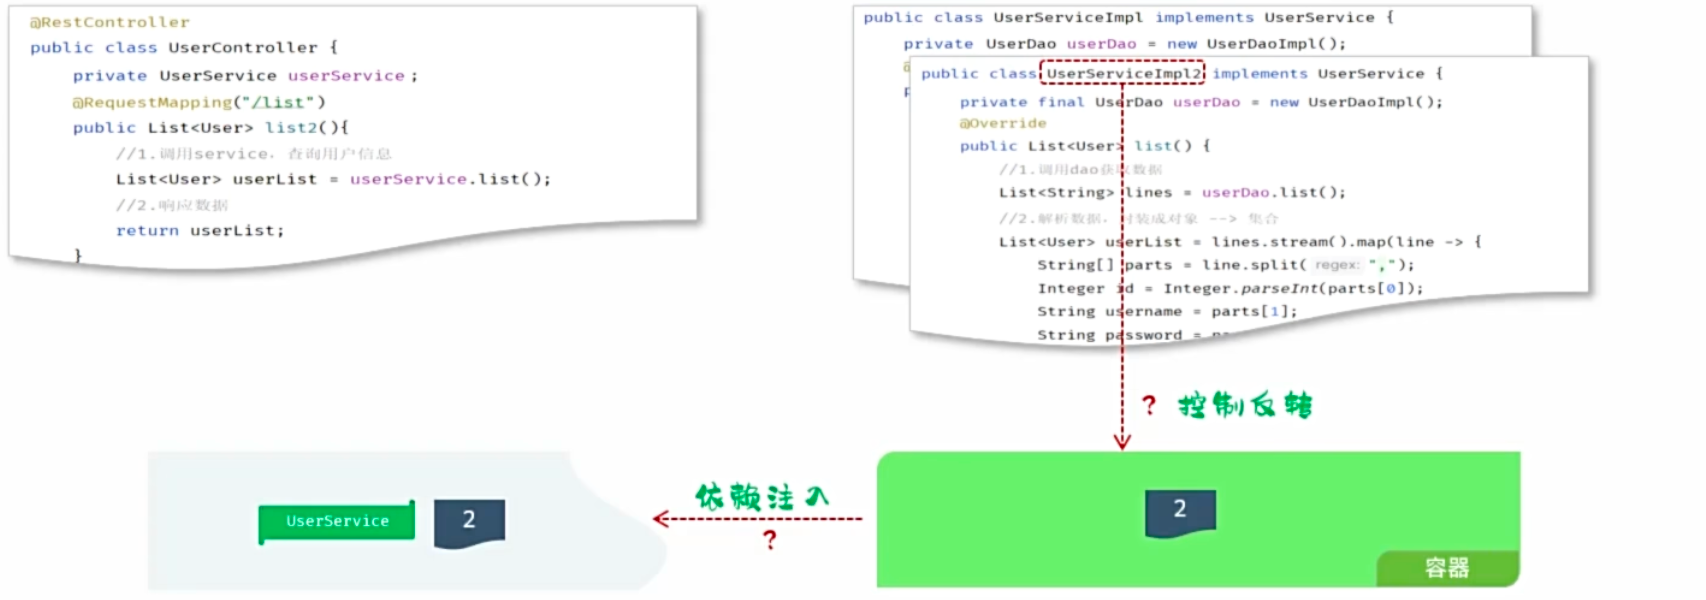 @RestController
public class UserController {
private UserService userService ;
@RequestMapping("/list")
public List<User> list2(){
//1.调用service，查询用户信息
List<User> userList = userService.list();
//2.响应数据
return userList;
}
public class UserServiceImpl implements UserService {
private UserDao userDao = new UserDaoImpl();
public class UserServiceImpl2 implements UserService {
private final UserDao userDao = new UserDaoImpl();
@Override
public List<User> list() {
//1.调用dao获取数据
List<String> lines = userDao.list();
//2.解析数据，封装成对象 --> 集合
List<User> userList = lines.stream().map(line -> {
String[] parts = line.split( regex: ",");
Integer id = Integer.parseInt(parts[0]);
String username = parts[1];
String password =
? 控制反转
依赖注入
?
UserService
2
2
容器